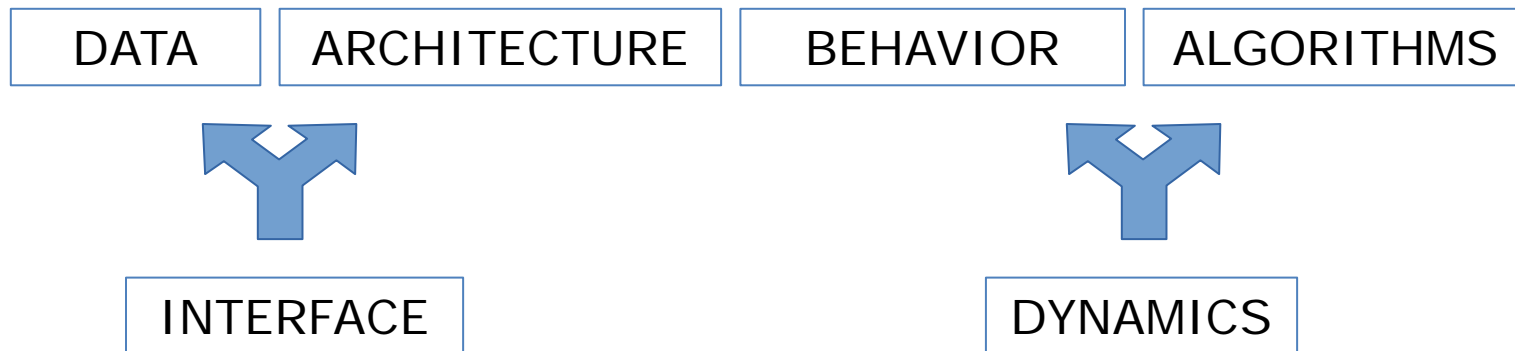 DATA
ARCHITECTURE
BEHAVIOR
ALGORITHMS
INTERFACE
DYNAMICS